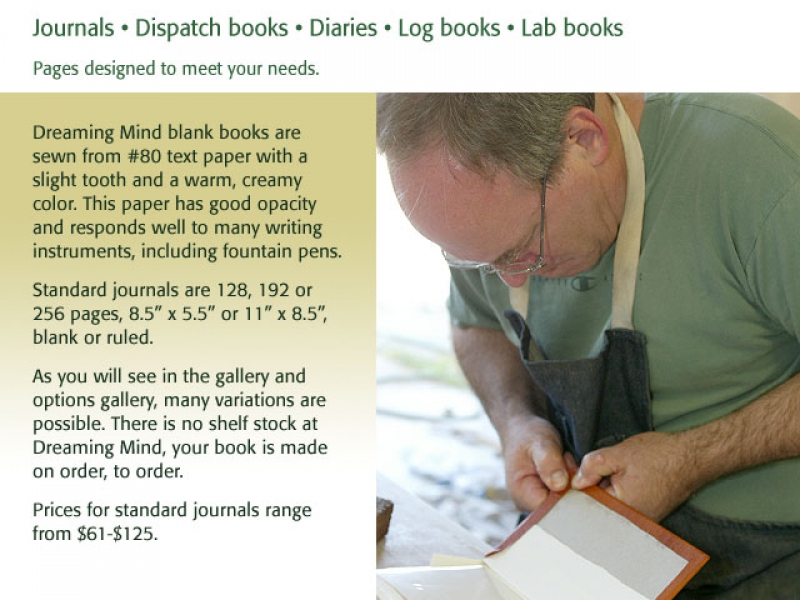 Journals • Dispatch books • Diaries • Log books • Lab books
Pages designed to meet your needs.
Dreaming Mind blank books are
sewn from #80 text paper with a
slight tooth and a warm, creamy
color. This paper has good opacity
and responds well to many writing
instruments, including fountain pens.
Standard journals are 128, 192 or
256 pages, 8.5” x 5.5” or 11” x 8.5”,
blank or ruled.
As you will see in the gallery and
options gallery, many variations are
possible. There is no shelf stock at
Dreaming Mind, your book is made
on order, to order.
Prices for standard journals range
from $61-$125.